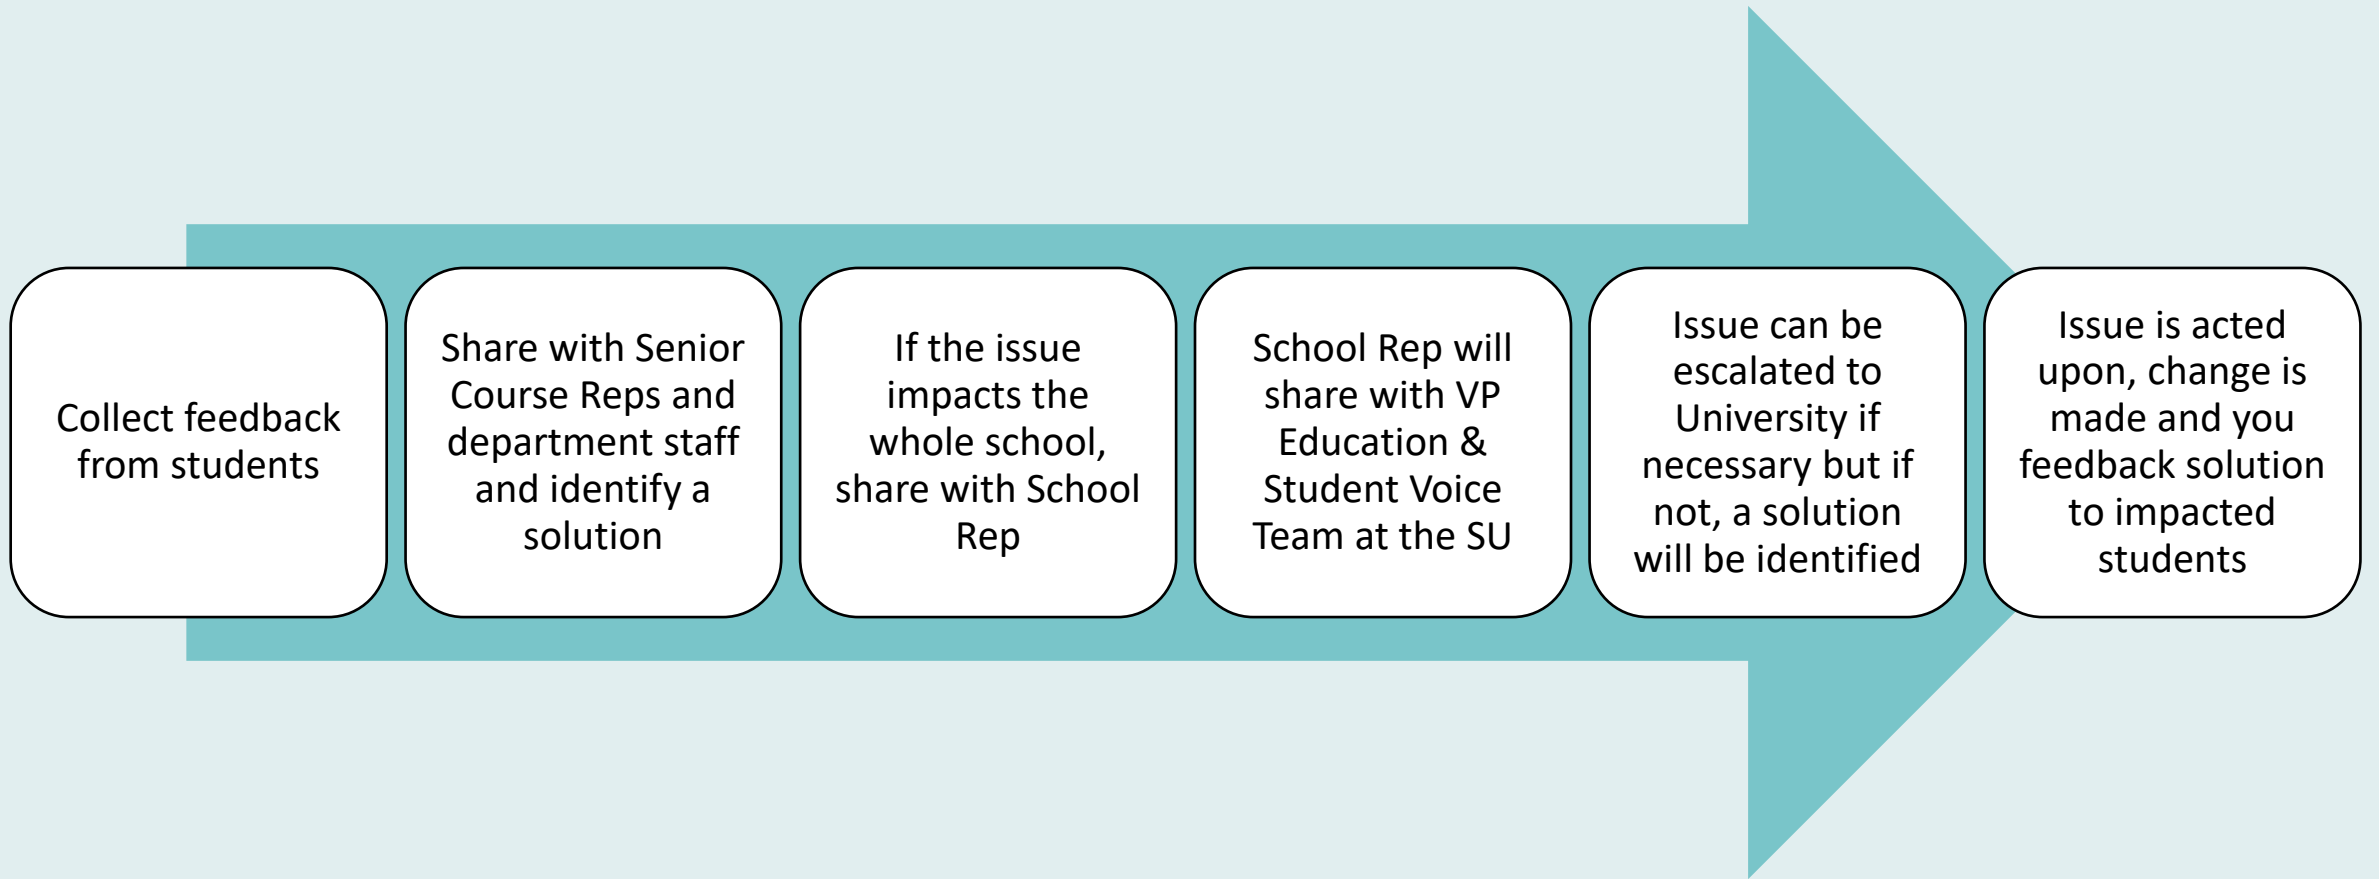 Collect feedback
from students
Share with Senior
Course Reps and
department staff
and identify a
solution
If the issue
impacts the
whole school,
share with School
Rep
School Rep will
share with VP
Education &
Student Voice
Team at the SU
Issue can be
escalated to
University if
necessary but if
not, a solution
will be identified
Issue is acted
upon, change is
made and you
feedback solution
to impacted
students